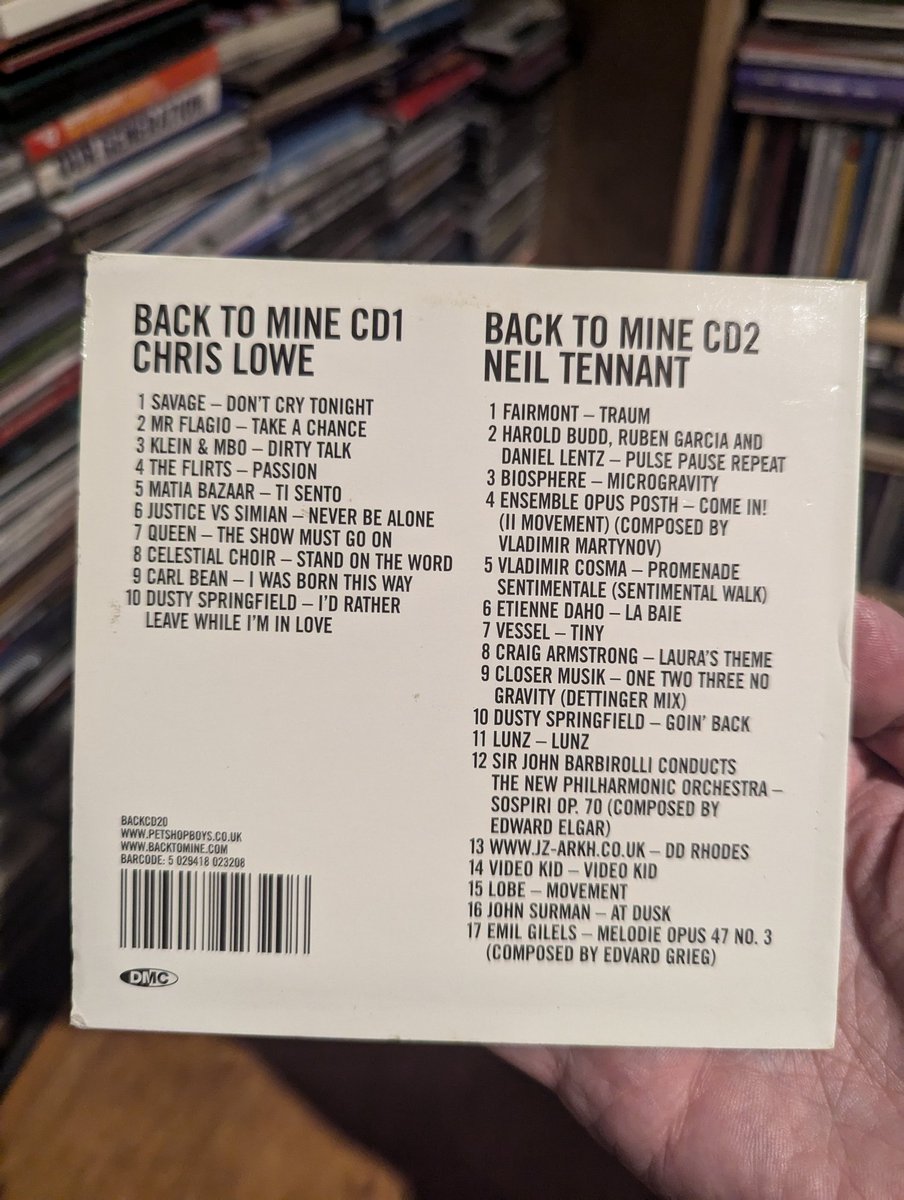 BACK TO MINE CD1
CHRIS LOWE
1 SAVAGE – DON'T CRY TONIGHT
2 MR FLAGIO – TAKE A CHANCE
3 KLEIN & MBO – DIRTY TALK
4 THE FLIRTS – PASSION
5 MATIA BAZAAR – TI SENTO
6 JUSTICE VS SIMIAN – NEVER BE ALONE
7 QUEEN – THE SHOW MUST GO ON
8 CELESTIAL CHOIR – STAND ON THE WORD
9 CARL BEAN – I WAS BORN THIS WAY
10 DUSTY SPRINGFIELD – I'D RATHER
LEAVE WHILE I'M IN LOVE
BACKCD20
WWW.PETSHOPBOYS.CO.UK
WWW.BACKTOMINE.COM
BARCODE: 5 029418 023208
DMC
BACK TO MINE CD2
NEIL TENNANT
1 FAIRMONT – TRAUM
2 HAROLD BUDD, RUBEN GARCIA AND
DANIEL LENTZ – PULSE PAUSE REPEAT
3 BIOSPHERE – MICROGRAVITY
4 ENSEMBLE OPUS POSTH – COME IN!
(II MOVEMENT) (COMPOSED BY
VLADIMIR MARTYNOV)
5 VLADIMIR COSMA – PROMENADE
SENTIMENTALE (SENTIMENTAL WALK)
6 ETIENNE DAHO – LA BAIE
7 VESSEL – TINY
8 CRAIG ARMSTRONG – LAURA'S THEME
9 CLOSER MUSIK – ONE TWO THREE NO
GRAVITY (DETTINGER MIX)
10 DUSTY SPRINGFIELD – GOIN' BACK
11 LUNZ – LUNZ
12 SIR JOHN BARBIROLLI CONDUCTS
THE NEW PHILHARMONIC ORCHESTRA –
SOSPIRI OP. 70 (COMPOSED BY
EDWARD ELGAR)
13 WWW.JZ-ARKH.CO.UK – DD RHODES
14 VIDEO KID – VIDEO KID
15 LOBE – MOVEMENT
16 JOHN SURMAN – AT DUSK
17 EMIL GILELS – MELODIE OPUS 47 NO. 3
(COMPOSED BY EDVARD GRIEG)